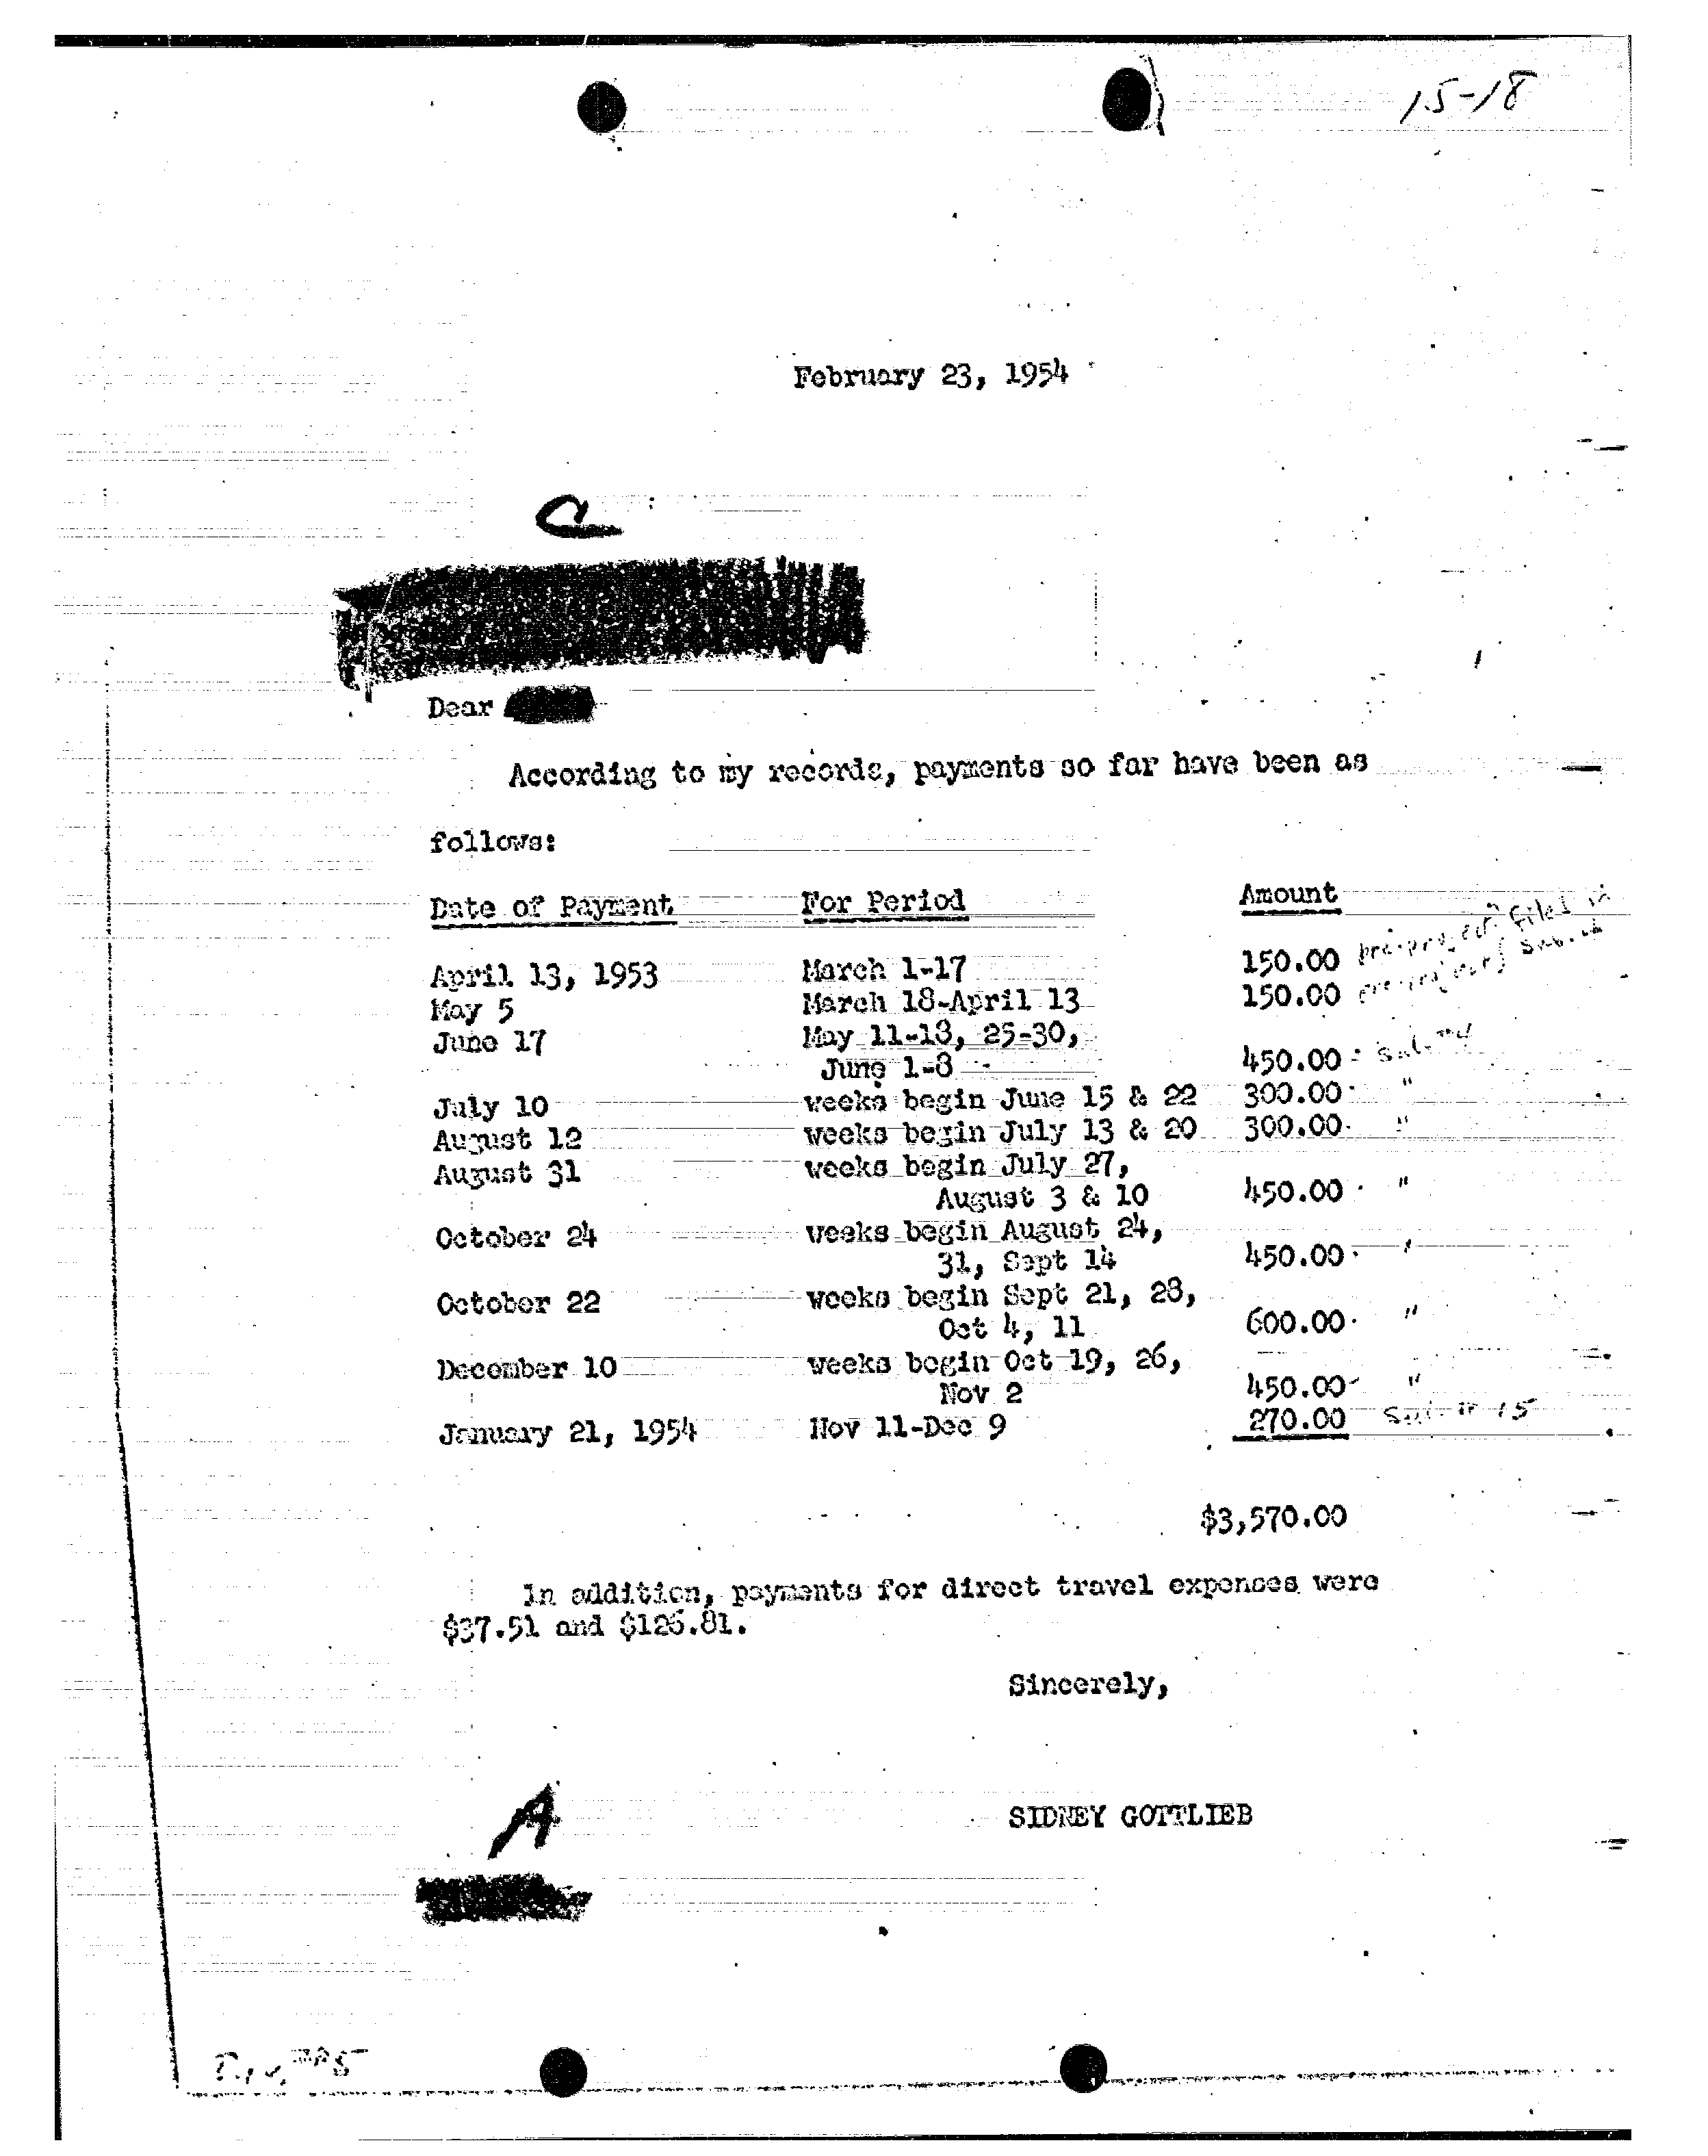 15-18
February 23, 1954
C
Dear
According to my records, payments so far have been as
follows:
Date of Payment For Period Amount
April 13, 1953 March 1-17 150.00
May 5 March 18-April 13 150.00
June 17 May 11-18, 25-30,
June 1-8 450.00
July 10 weeks begin June 15 & 22 300.00 "
August 12 weeks begin July 13 & 20 300.00 "
August 31 weeks begin July 27,
August 3 & 10 450.00 "
October 24 weeks begin August 24,
31, Sept 14 450.00 "
October 22 weeks begin Sept 21, 28,
Oct 4, 11 600.00 "
December 10 weeks begin Oct 19, 26,
Nov 2 450.00 "
January 21, 1954 Nov 11-Dec 9 270.00 15
$3,570.00
In addition, payments for direct travel expenses were
$37.51 and $126.81.
Sincerely,
A
SIDNEY GOTTLIEB